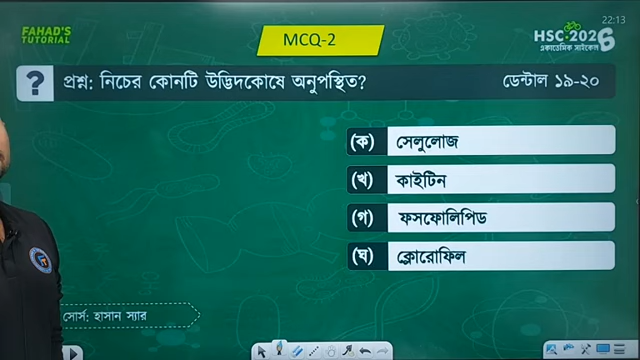 FAHAD'S
TUTORIAL
MCQ-2
22:13
HSC 2026
একাডেমিক সাইকেল
? প্রশ্ন: নিচের কোনটি উদ্ভিদকোষে অনুপস্থিত? ডেন্টাল ১৯-২০
(ক) সেলুলোজ
(খ) কাইটিন
(গ) ফসফোলিপিড
(ঘ) ক্লোরোফিল
সোর্স: হাসান স্যার